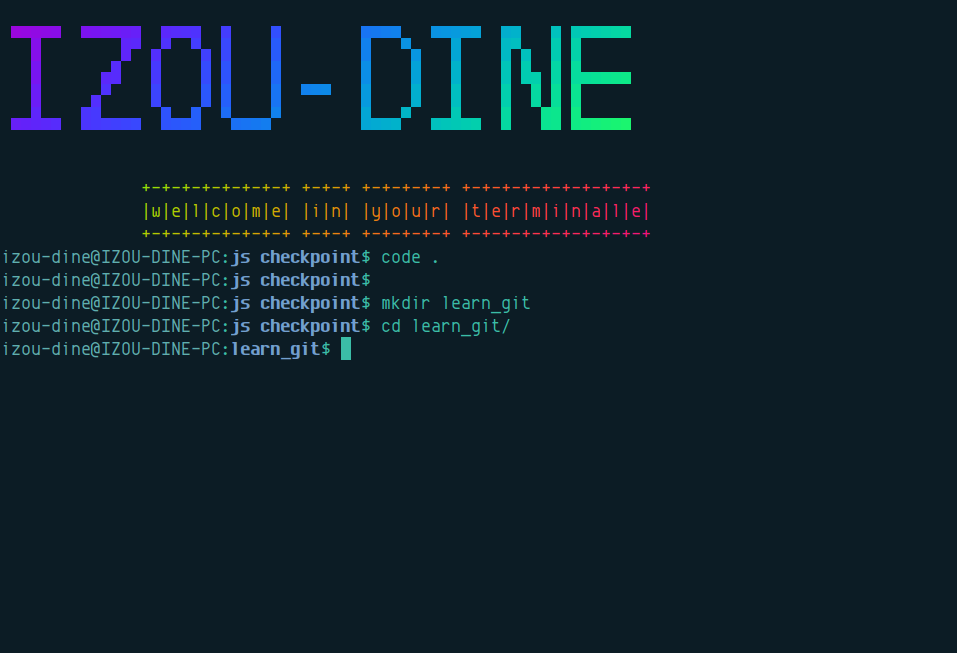 IZOU-DINE
+-+-+-+-+-+-+-+ +-+-+ +-+-+-+-+ +-+-+-+-+-+-+-+-+-+
|w|e|l|c|o|m|e| |i|n| |y|o|u|r| |t|e|r|m|i|n|a|l|e|
+-+-+-+-+-+-+-+ +-+-+ +-+-+-+-+ +-+-+-+-+-+-+-+-+-+
izou-dine@IZOU-DINE-PC:js checkpoint$ code .
izou-dine@IZOU-DINE-PC:js checkpoint$
izou-dine@IZOU-DINE-PC:js checkpoint$ mkdir learn_git
izou-dine@IZOU-DINE-PC:js checkpoint$ cd learn_git/
izou-dine@IZOU-DINE-PC:learn_git$